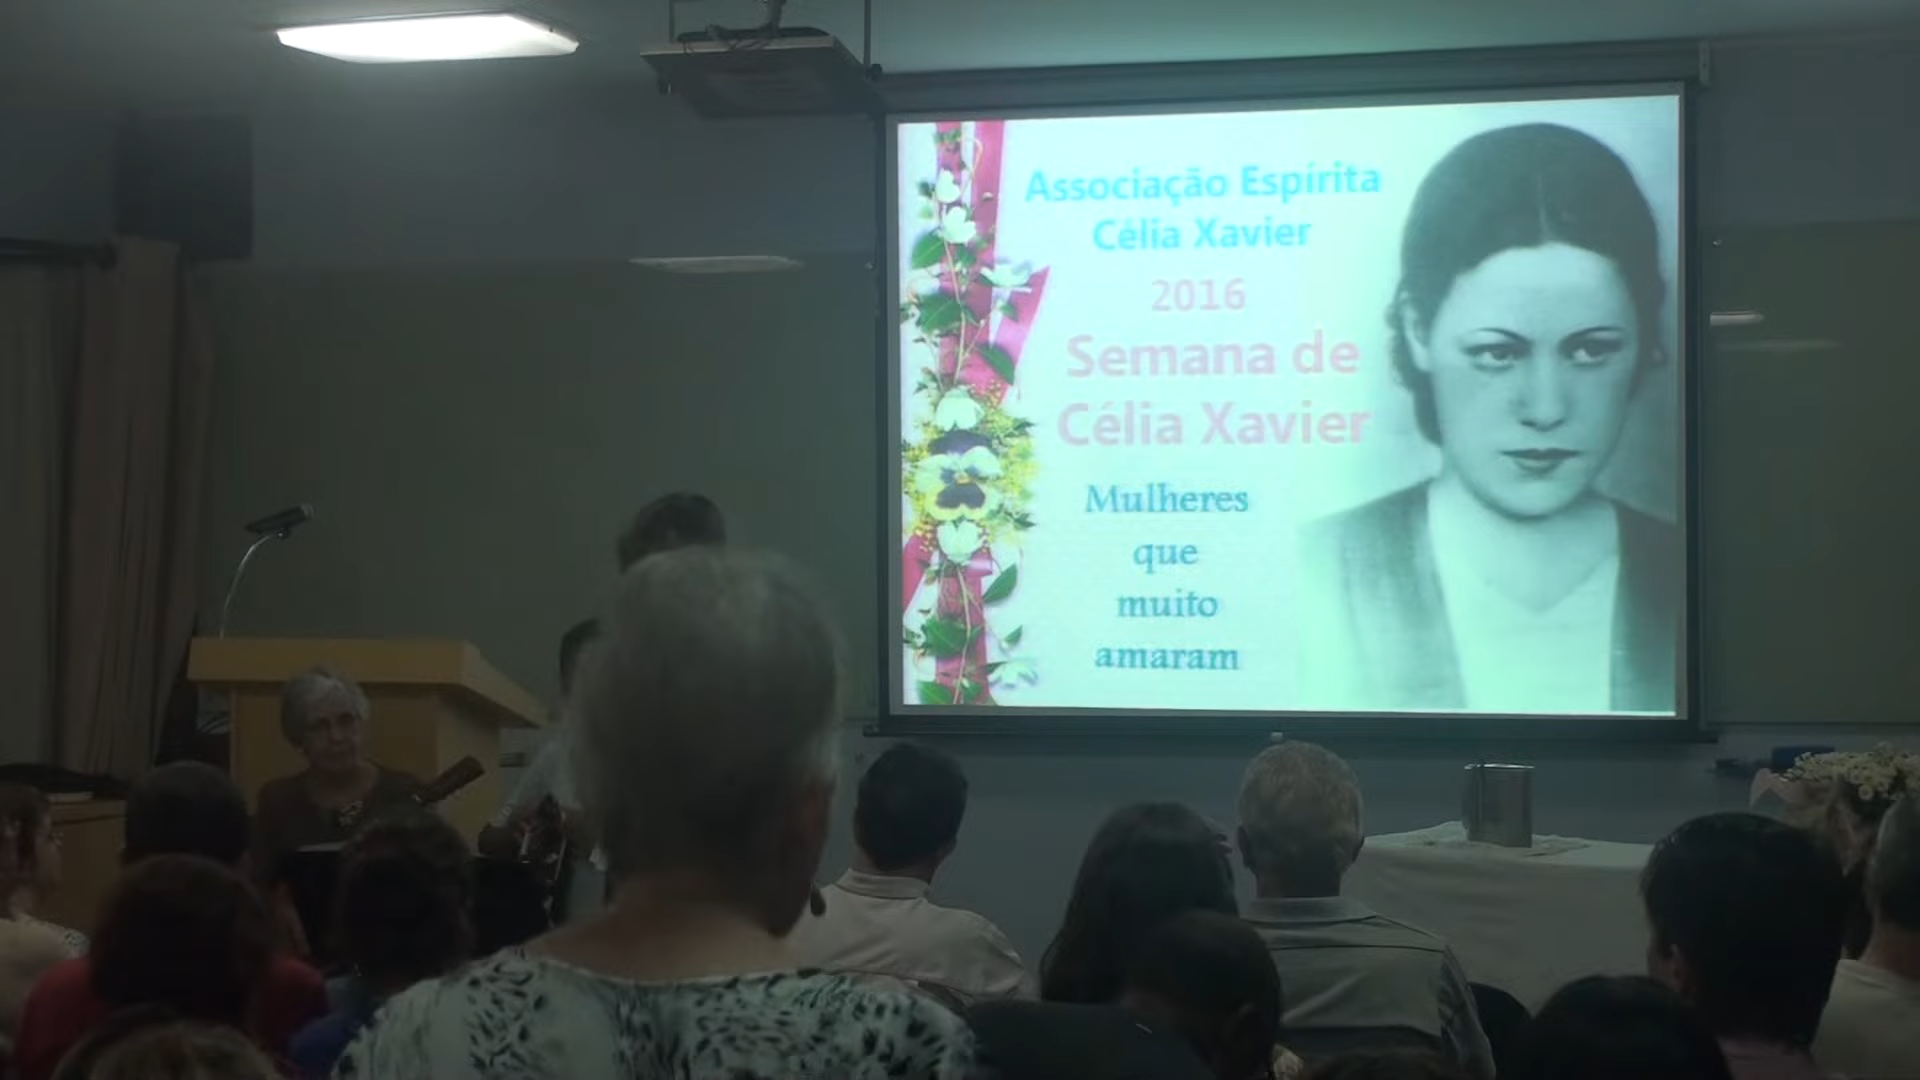 Associação Espírita
Célia Xavier
2016
Semana de
Célia Xavier
Mulheres
que
muito
amaram